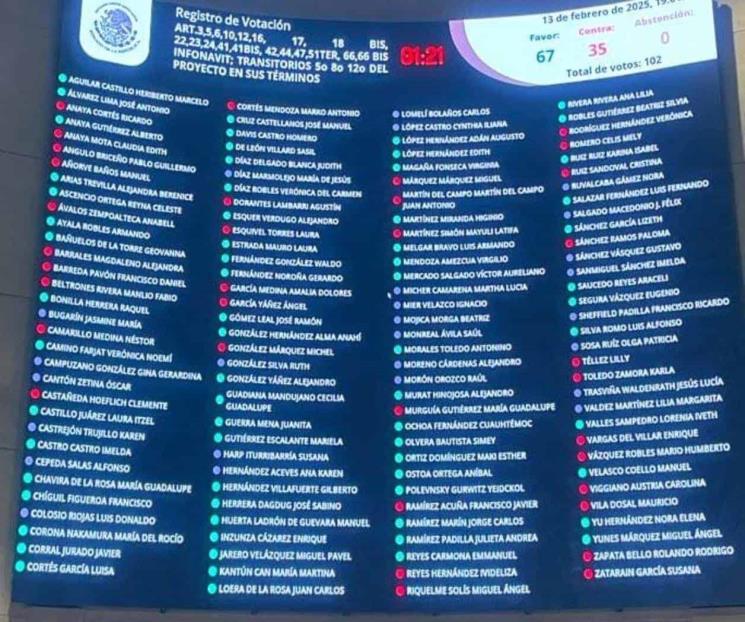 Registro de Votación
ART.3,5,6,10,12,16, 17, 18 BIS,
22,23,24,41,41BIS, 42,44,47,51TER, 66,66 BIS
INFONAVIT; TRANSITORIOS 5o 8o 12o DEL
PROYECTO EN SUS TÉRMINOS
01:21
13 de febrero de 2025,
Favor: Contra: Abstención:
67 35 0
Total de votos: 102
AGUILAR CASTILLO HERIBERTO MARCELO
ÁLVAREZ LIMA JOSÉ ANTONIO
ANAYA CORTÉS RICARDO
ANAYA GUTIÉRREZ ALBERTO
ANAYA MOTA CLAUDIA EDITH
ANGULO BRICEÑO PABLO GUILLERMO
AÑORVE BAÑOS MANUEL
ARIAS TREVILLA ALEJANDRA BERENICE
ASCENCIO ORTEGA REYNA CELESTE
ÁVALOS ZEMPOALTECA ANABELL
AYALA ROBLES ARMANDO
BAÑUELOS DE LA TORRE GEOVANNA
BARRALES MAGDALENO ALEJANDRA
BARREDA PAVÓN FRANCISCO DANIEL
BELTRONES RIVERA MANLIO FABIO
BONILLA HERRERA RAQUEL
BUGARÍN JASMINE MARÍA
CAMARILLO MEDINA NÉSTOR
CAMINO FARJAT VERÓNICA NOEMÍ
CAMPUZANO GONZÁLEZ GINA GERARDINA
CANTÓN ZETINA ÓSCAR
CASTAÑEDA HOEFLICH CLEMENTE
CASTILLO JUÁREZ LAURA ITZEL
CASTREJÓN TRUJILLO KAREN
CASTRO CASTRO IMELDA
CEPEDA SALAS ALFONSO
CHAVIRA DE LA ROSA MARÍA GUADALUPE
CHÍGUIL FIGUEROA FRANCISCO
COLOSIO RIOJAS LUIS DONALDO
CORONA NAKAMURA MARÍA DEL ROCÍO
CORRAL JURADO JAVIER
CORTÉS GARCÍA LUISA
CORTÉS MENDOZA MARKO ANTONIO
CRUZ CASTELLANOS JOSÉ MANUEL
DAVIS CASTRO HOMERO
DE LEÓN VILLARD SASIL
DÍAZ DELGADO BLANCA JUDITH
DÍAZ MARMOLEJO MARÍA DE JESÚS
DÍAZ ROBLES VERÓNICA DEL CARMEN
DORANTES LAMBARRI AGUSTÍN
ESQUER VERDUGO ALEJANDRO
ESQUIVEL TORRES LAURA
ESTRADA MAURO LAURA
FERNÁNDEZ GONZÁLEZ WALDO
FERNÁNDEZ NOROÑA GERARDO
GARCÍA MEDINA AMALIA DOLORES
GARCÍA YÁÑEZ ÁNGEL
GÓMEZ LEAL JOSÉ RAMÓN
GONZÁLEZ HERNÁNDEZ ALMA ANAHÍ
GONZÁLEZ MÁRQUEZ MICHEL
GONZÁLEZ SILVA RUTH
GONZÁLEZ YÁÑEZ ALEJANDRO
GUADIANA MANDUJANO CECILIA
GUADALUPE
GUERRA MENA JUANITA
GUTIÉRREZ ESCALANTE MARIELA
HARP ITURRIBARRÍA SUSANA
HERNÁNDEZ ACEVES ANA KAREN
HERNÁNDEZ VILLAFUERTE GILBERTO
HERRERA DAGDUG JOSÉ SABINO
HUERTA LADRÓN DE GUEVARA MANUEL
INZUNZA CÁZAREZ ENRIQUE
JARERO VELÁZQUEZ MIGUEL PAVEL
KANTÚN CAN MARÍA MARTINA
LOERA DE LA ROSA JUAN CARLOS
LOMELÍ BOLAÑOS CARLOS
LÓPEZ CASTRO CYNTHIA ILIANA
LÓPEZ HERNÁNDEZ ADÁN AUGUSTO
LÓPEZ HERNÁNDEZ EDITH
MAGAÑA FONSECA VIRGINIA
MÁRQUEZ MÁRQUEZ MIGUEL
MARTÍN DEL CAMPO MARTÍN DEL CAMPO
JUAN ANTONIO
MARTÍNEZ MIRANDA HIGINIO
MARTÍNEZ SIMÓN MAYULI LATIFA
MELGAR BRAVO LUIS ARMANDO
MENDOZA AMEZCUA VIRGILIO
MERCADO SALGADO VÍCTOR AURELIANO
MICHER CAMARENA MARTHA LUCIA
MIER VELAZCO IGNACIO
MOJICA MORGA BEATRIZ
MONREAL ÁVILA SAÚL
MORALES TOLEDO ANTONINO
MORENO CÁRDENAS ALEJANDRO
MORÓN OROZCO RAÚL
MURAT HINOJOSA ALEJANDRO
MURGUÍA GUTIÉRREZ MARÍA GUADALUPE
OCHOA FERNÁNDEZ CUAUHTÉMOC
OLVERA BAUTISTA SIMEY
ORTIZ DOMÍNGUEZ MAKI ESTHER
OSTOA ORTEGA ANÍBAL
POLEVNSKY GURWITZ YEIDCKOL
RAMÍREZ ACUÑA FRANCISCO JAVIER
RAMÍREZ MARÍN JORGE CARLOS
RAMÍREZ PADILLA JULIETA ANDREA
REYES CARMONA EMMANUEL
REYES HERNÁNDEZ IVIDELIZA
RIQUELME SOLÍS MIGUEL ÁNGEL
RIVERA RIVERA ANA LILIA
ROBLES GUTIÉRREZ BEATRIZ SILVIA
RODRÍGUEZ HERNÁNDEZ VERÓNICA
ROMERO CELIS MELY
RUIZ RUIZ KARINA ISABEL
RUIZ SANDOVAL CRISTINA
RUVALCABA GÁMEZ NORA
SALAZAR FERNÁNDEZ LUIS FERNANDO
SALGADO MACEDONIO J. FÉLIX
SÁNCHEZ GARCÍA LIZETH
SÁNCHEZ RAMOS PALOMA
SÁNCHEZ VÁSQUEZ GUSTAVO
SANMIGUEL SÁNCHEZ IMELDA
SAUCEDO REYES ARACELI
SEGURA VÁZQUEZ EUGENIO
SHEFFIELD PADILLA FRANCISCO RICARDO
SILVA ROMO LUIS ALFONSO
SOSA RUÍZ OLGA PATRICIA
TÉLLEZ LILLY
TOLEDO ZAMORA KARLA
TRASVIÑA WALDENRATH JESÚS LUCÍA
VALDEZ MARTÍNEZ LILIA MARGARITA
VALLES SAMPEDRO LORENIA IVETH
VARGAS DEL VILLAR ENRIQUE
VÁZQUEZ ROBLES MARIO HUMBERTO
VELASCO COELLO MANUEL
VIGGIANO AUSTRIA CAROLINA
VILA DOSAL MAURICIO
YU HERNÁNDEZ NORA ELENA
YUNES MÁRQUEZ MIGUEL ÁNGEL
ZAPATA BELLO ROLANDO RODRIGO
ZATARAIN GARCÍA SUSANA